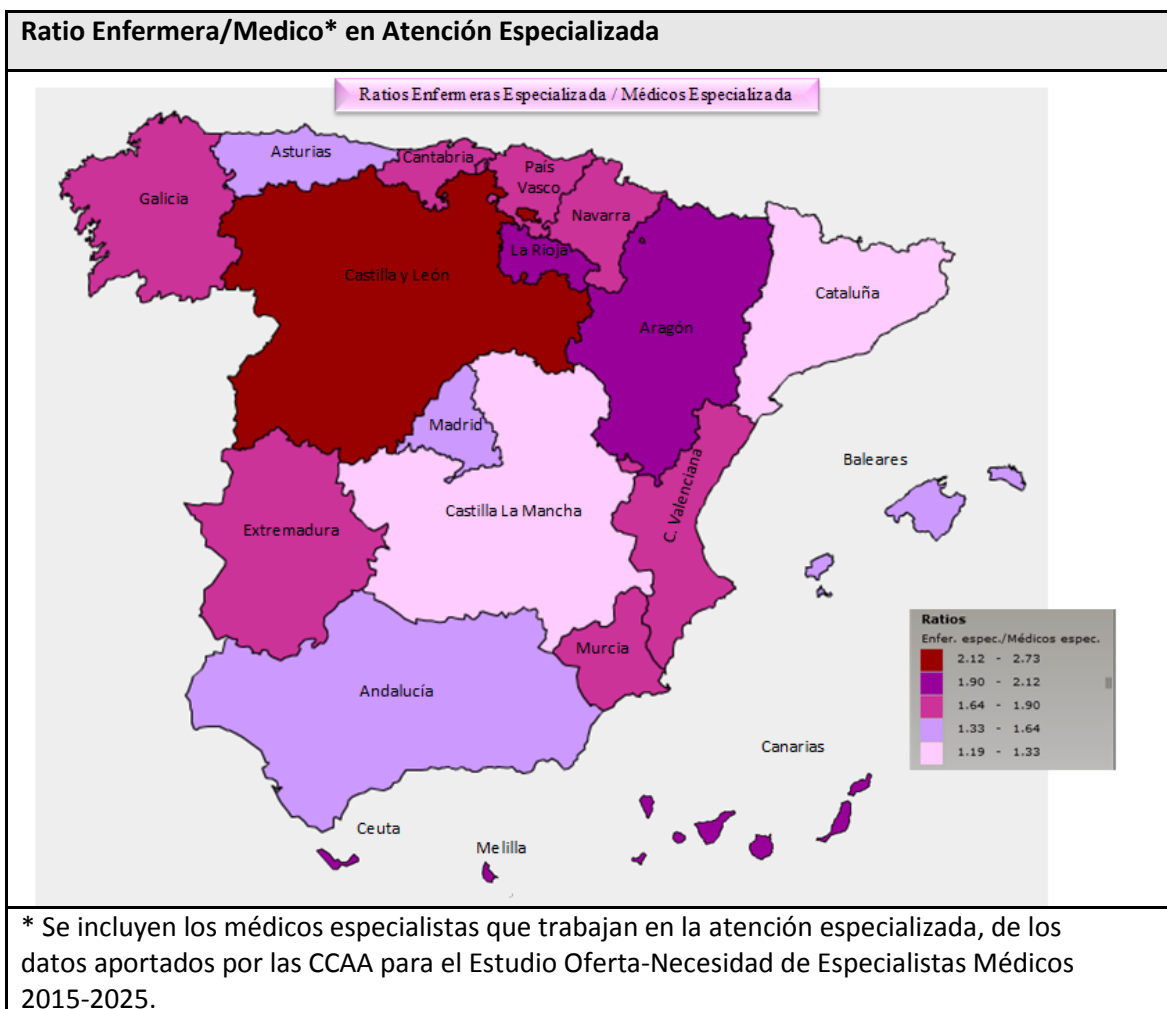 Ratio Enfermera/Medico* en Atención Especializada
Ratios Enfermeras Especializada / Médicos Especializada
Asturias
Cantabria
País
Vasco
Galicia
Navarra
La Rioja
Castilla y León
Cataluña
Aragón
Madrid
Baleares
C. Valenciana
Castilla La Mancha
Extremadura
Murcia
Andalucía
Canarias
Ceuta
Melilla
Ratios
Enfer. espec./Médicos espec.
2.12 - 2.73
1.90 - 2.12
1.64 - 1.90
1.33 - 1.64
1.19 - 1.33
* Se incluyen los médicos especialistas que trabajan en la atención especializada, de los
datos aportados por las CCAA para el Estudio Oferta-Necesidad de Especialistas Médicos
2015-2025.